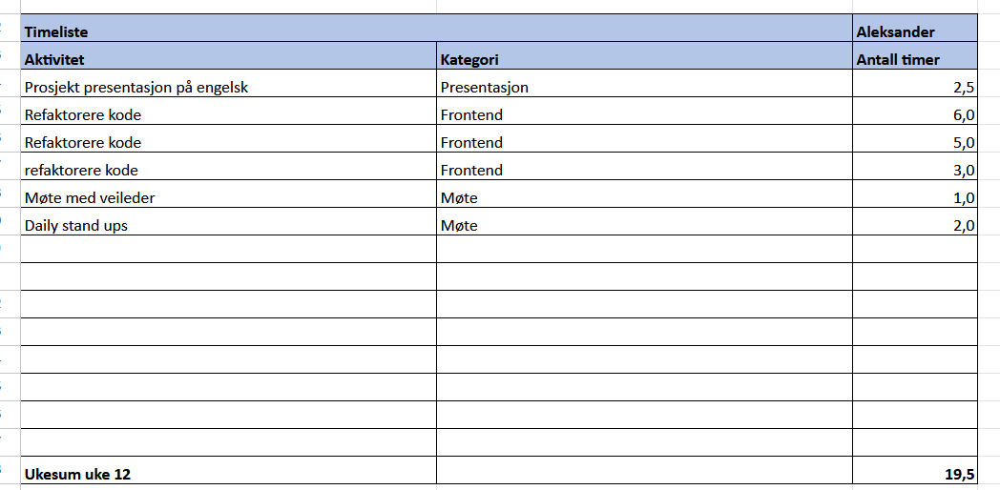 Timeliste Aleksander
Aktivitet Kategori Antall timer
Prosjekt presentasjon på engelsk Presentasjon 2,5
Refaktorere kode Frontend 6,0
Refaktorere kode Frontend 5,0
refaktorere kode Frontend 3,0
Møte med veileder Møte 1,0
Daily stand ups Møte 2,0
Ukesum uke 12 19,5